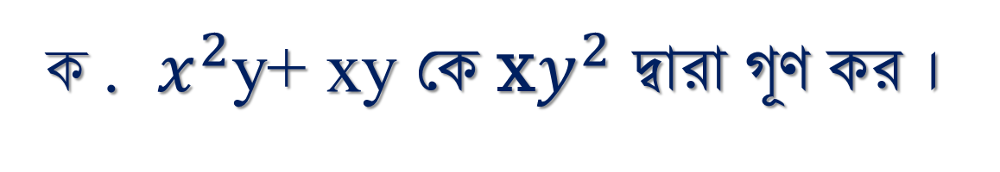 ক . 𝑥²y+ xy কে x𝑦² দ্বারা গূণ কর ।